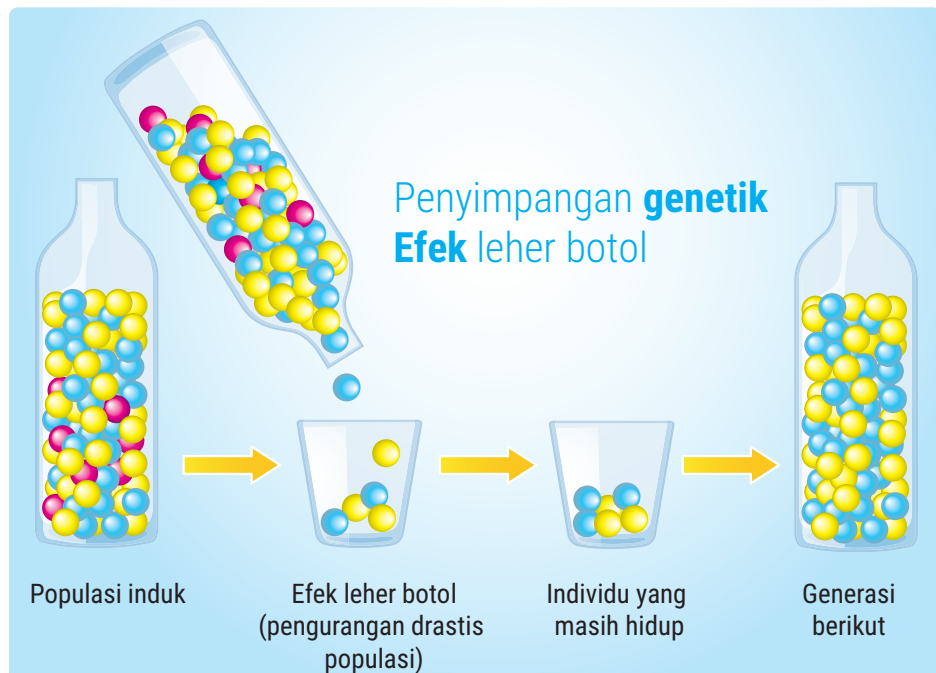 Penyimpangan genetik
Efek leher botol
Populasi induk
Efek leher botol
(pengurangan drastis
populasi)
Individu yang
masih hidup
Generasi
berikut